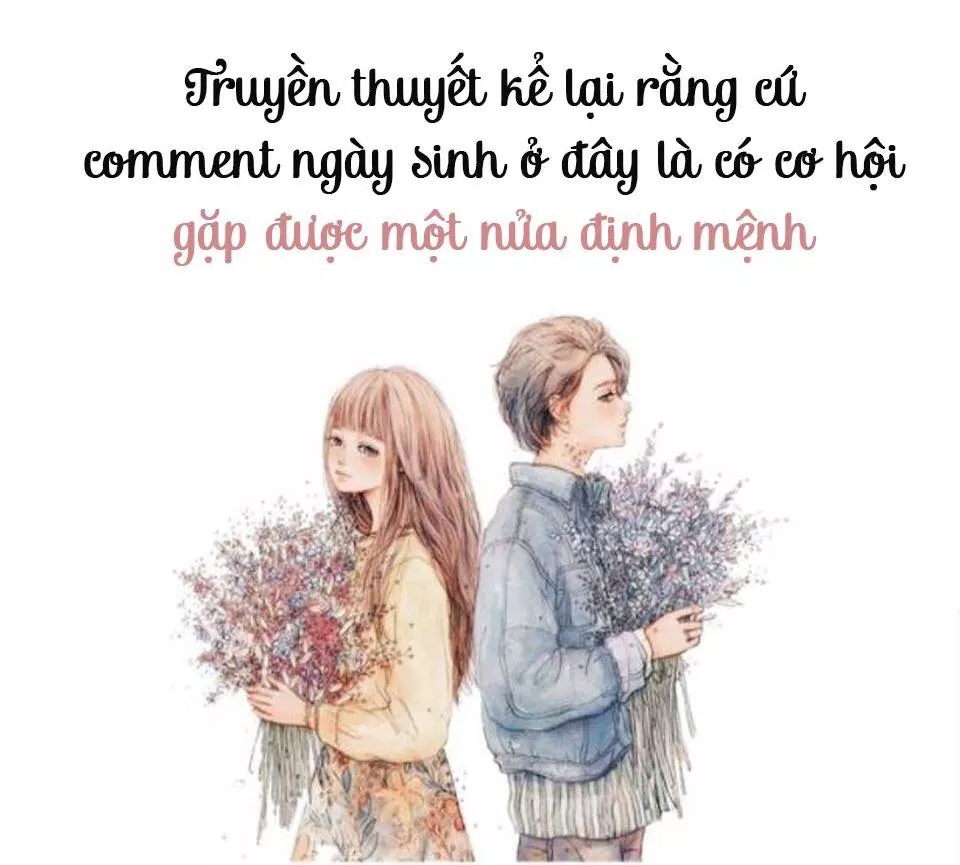 Truyền thuyết kể lại rằng cứ
comment ngày sinh ở đây là có cơ hội
gặp được một nửa định mệnh